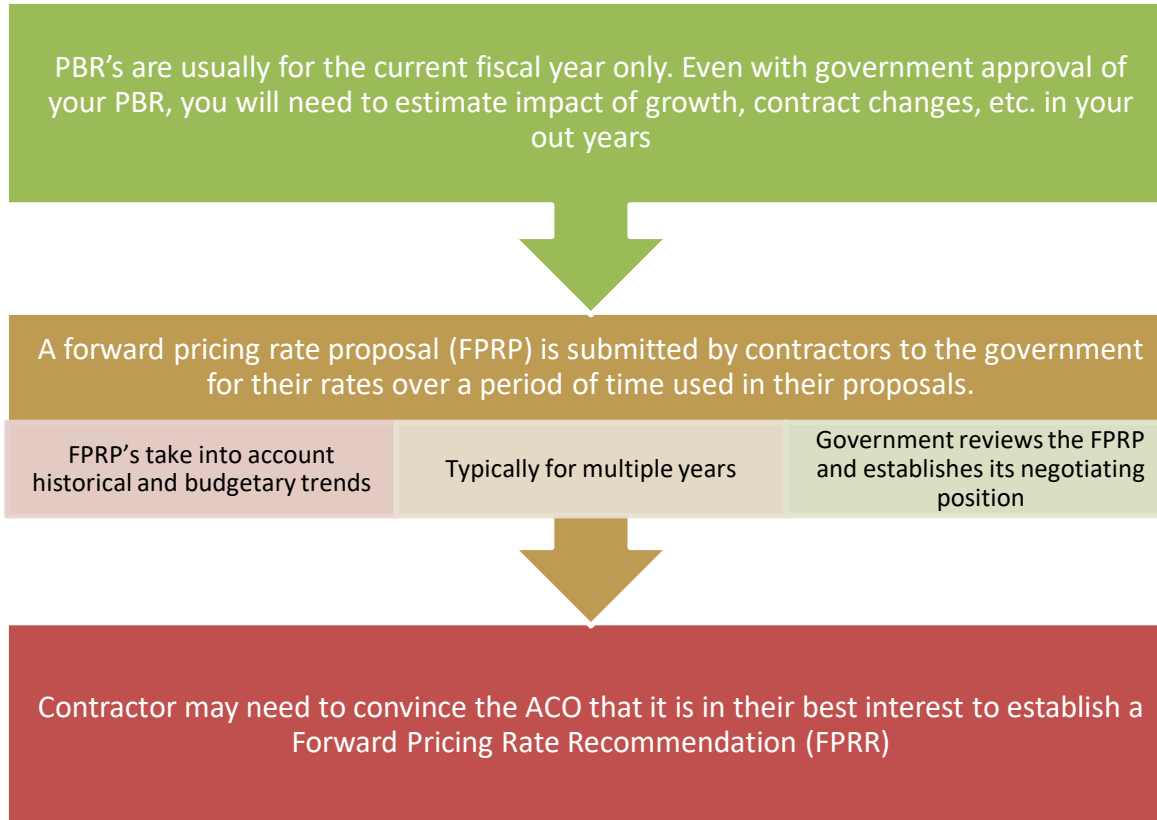 PBR’s are usually for the current fiscal year only. Even with government approval of
your PBR, you will need to estimate impact of growth, contract changes, etc. in your
out years
A forward pricing rate proposal (FPRP) is submitted by contractors to the government
for their rates over a period of time used in their proposals.
FPRP’s take into account
historical and budgetary trends
Typically for multiple years
Government reviews the FPRP
and establishes its negotiating
position
Contractor may need to convince the ACO that it is in their best interest to establish a
Forward Pricing Rate Recommendation (FPRR)